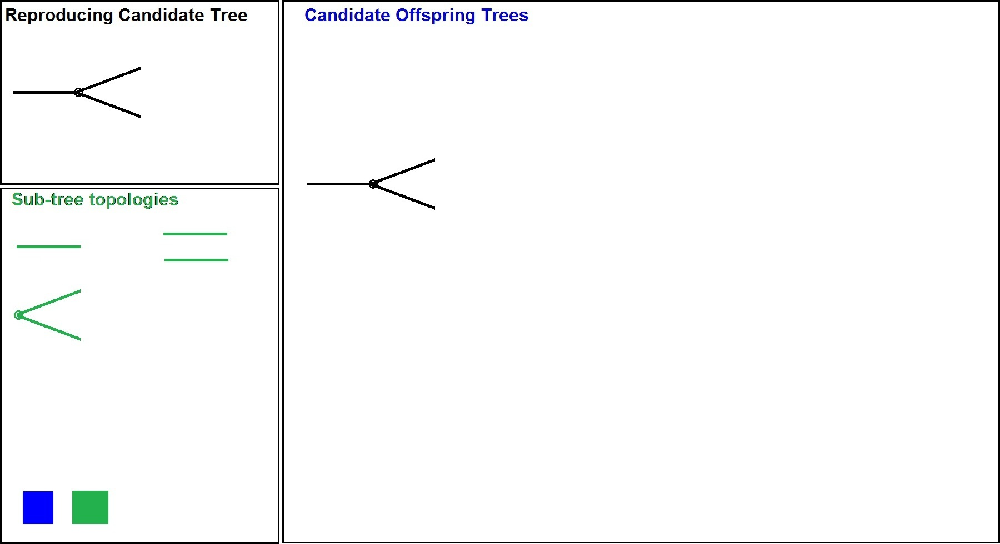 Reproducing Candidate Tree
Candidate Offspring Trees
Sub-tree topologies